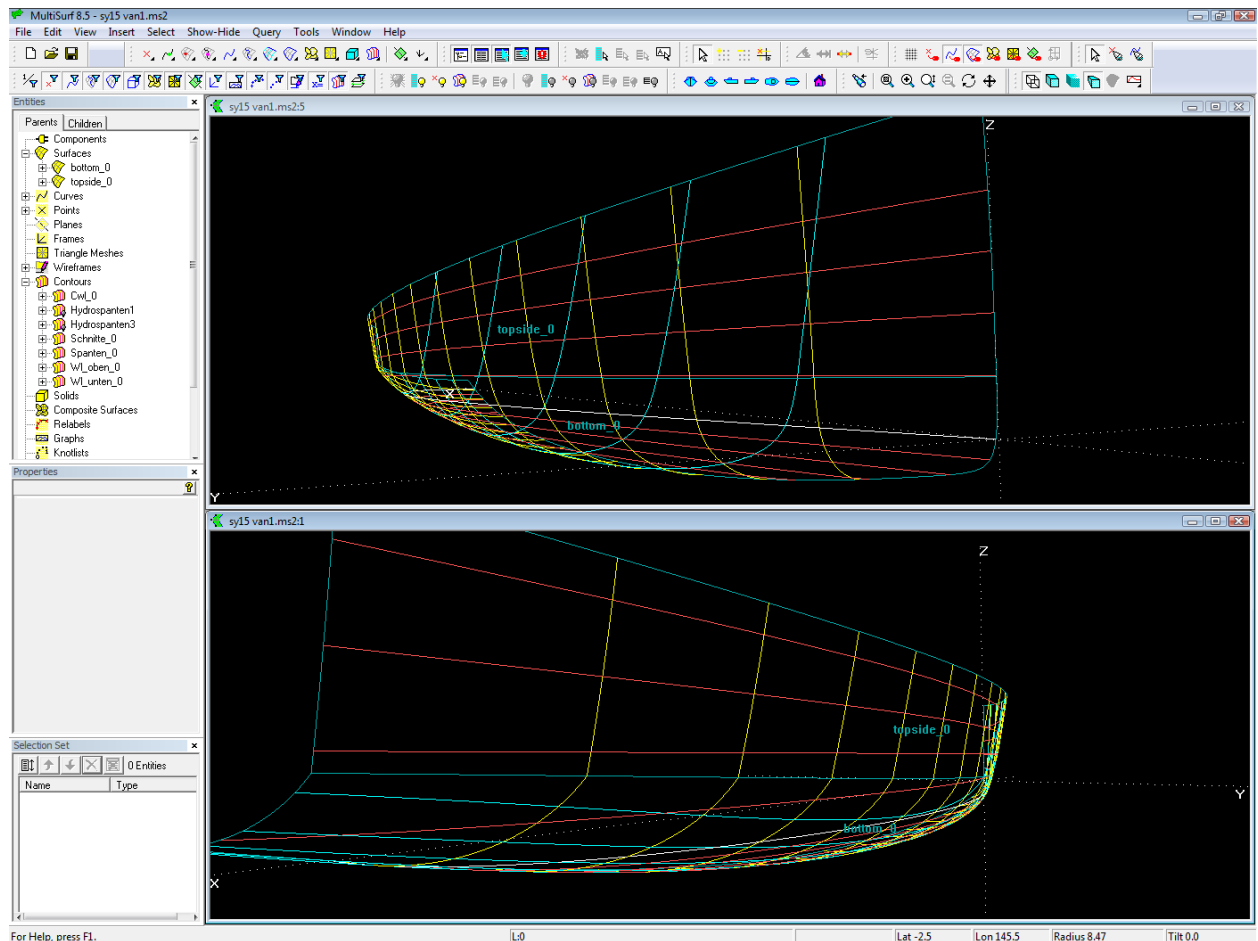 MultiSurf 8.5 - sy15 van1.ms2
File Edit View Insert Select Show-Hide Query Tools Window Help
Entities
Parents Children
Components
Surfaces
bottom_0
topside_0
Curves
Points
Planes
Frames
Triangle Meshes
Wireframes
Contours
Cwl_0
Hydrospanten1
Hydrospanten3
Schnitte_0
Spanten_0
Wl_oben_0
Wl_unten_0
Solids
Composite Surfaces
Relabels
Graphs
Knotlists
Properties
Selection Set
0 Entities
Name Type
sy15 van1.ms2:5
Z
topside_0
X
bottom_0
Y
sy15 van1.ms2:1
Z
topside_0
Y
bottom_0
X
For Help, press F1. L:0 Lat -2.5 Lon 145.5 Radius 8.47 Tilt 0.0